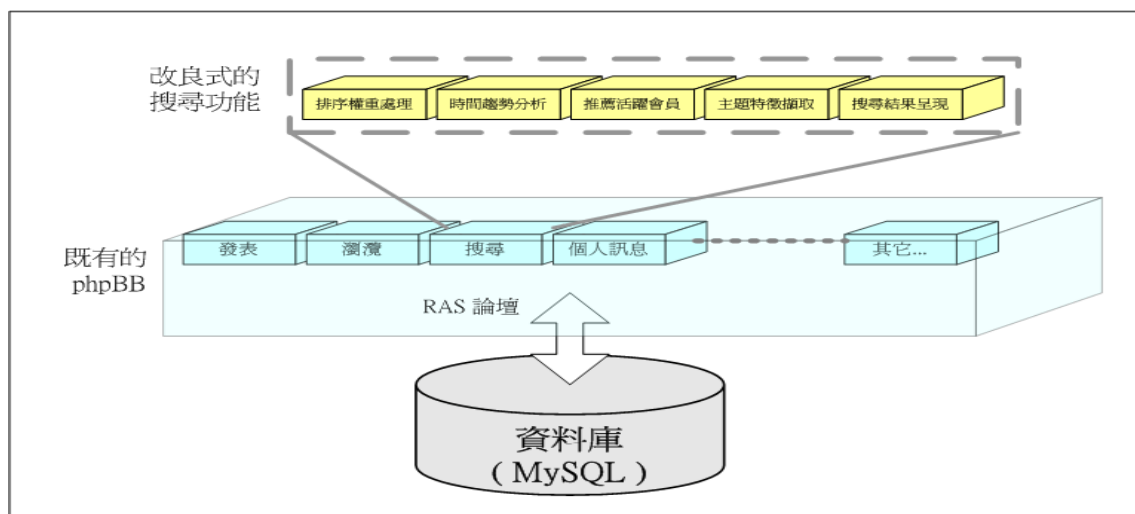 改良式的
搜尋功能
排序權重處理
時間趨勢分析
推薦活躍會員
主題特徵擷取
搜尋結果呈現
既有的
phpBB
發表
瀏灠
搜尋
個人訊息
其它...
RAS 論壇
資料庫
( MySQL )